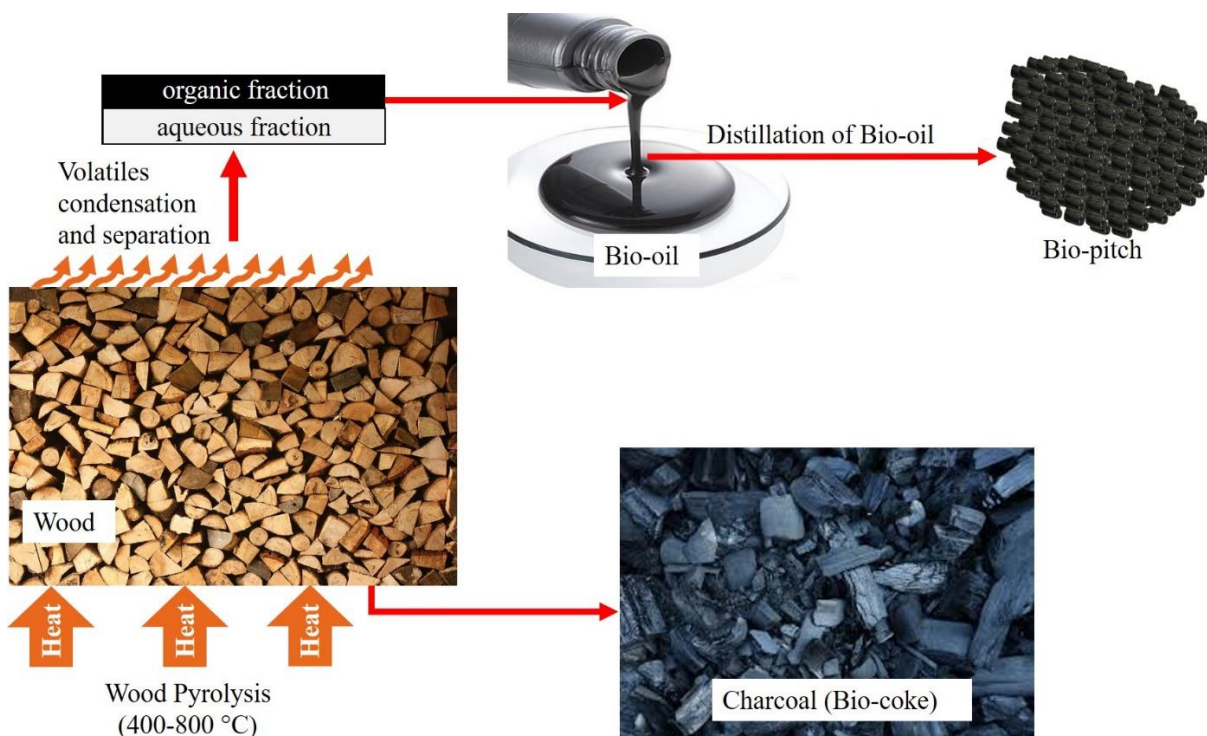 organic fraction
aqueous fraction
Volatiles
condensation
and separation
Distillation of Bio-oil
Bio-oil
Bio-pitch
Wood
Heat
Heat
Heat
Wood Pyrolysis
(400-800 °C)
Charcoal (Bio-coke)